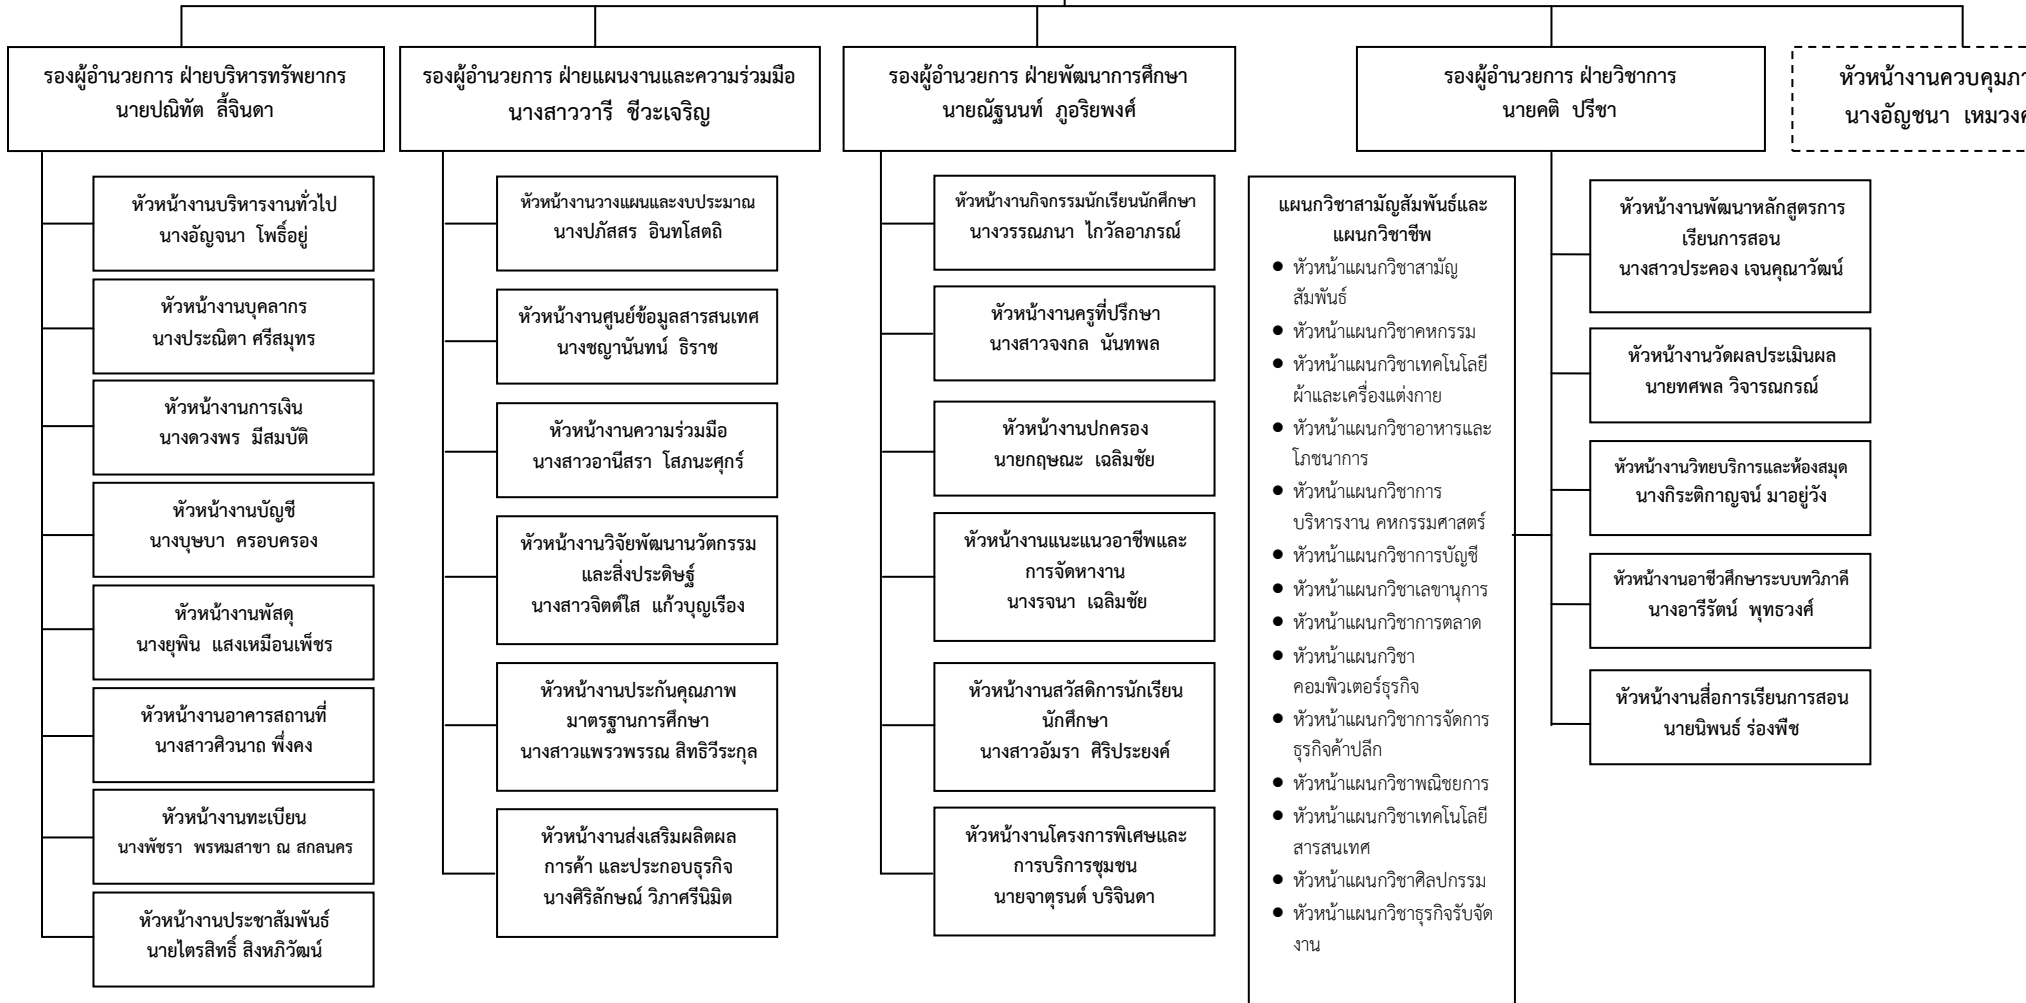 รองผู้อำนวยการ ฝ่ายบริหารทรัพยากร
นายปณิทัต ลี้จินดา
หัวหน้างานบริหารงานทั่วไป
นางอัญจนา โพธิ์อยู่
หัวหน้างานบุคลากร
นางประณิตา ศรีสมุทร
หัวหน้างานการเงิน
นางดวงพร มีสมบัติ
หัวหน้างานบัญชี
นางบุษบา ครอบครอง
หัวหน้างานพัสดุ
นางยุพิน แสงเหมือนเพ็ชร
หัวหน้างานอาคารสถานที่
นางสาวศิวนาถ พึ่งคง
หัวหน้างานทะเบียน
นางพัชรา พรหมสาขา ณ สกลนคร
หัวหน้างานประชาสัมพันธ์
นายไตรสิทธิ์ สิงหภิวัฒน์
รองผู้อำนวยการ ฝ่ายแผนงานและความร่วมมือ
นางสาววารี ชีวะเจริญ
หัวหน้างานวางแผนและงบประมาณ
นางปภัสสร อินทโสตถิ
หัวหน้างานศูนย์ข้อมูลสารสนเทศ
นางชญานันทน์ ธิราช
หัวหน้างานความร่วมมือ
นางสาวอานีสรา โสภนะศุกร์
หัวหน้างานวิจัยพัฒนานวัตกรรม
และสิ่งประดิษฐ์
นางสาวจิตต์ใส แก้วบุญเรือง
หัวหน้างานประกันคุณภาพ
มาตรฐานการศึกษา
นางสาวแพรวพรรณ สิทธิวีระกุล
หัวหน้างานส่งเสริมผลิตผล
การค้า และประกอบธุรกิจ
นางศิริลักษณ์ วิภาศรีนิมิต
รองผู้อำนวยการ ฝ่ายพัฒนาการศึกษา
นายณัฐนนท์ ภูอริยพงศ์
หัวหน้างานกิจกรรมนักเรียนนักศึกษา
นางวรรณภนา ไกวัลอาภรณ์
หัวหน้างานครูที่ปรึกษา
นางสาวจงกล นันทพล
หัวหน้างานปกครอง
นายกฤษณะ เฉลิมชัย
หัวหน้างานแนะแนวอาชีพและ
การจัดหางาน
นางรจนา เฉลิมชัย
หัวหน้างานสวัสดิการนักเรียน
นักศึกษา
นางสาวอัมรา ศิริประยงค์
หัวหน้างานโครงการพิเศษและ
การบริการชุมชน
นายจาตุรนต์ บริจินดา
รองผู้อำนวยการ ฝ่ายวิชาการ
นายคติ ปรีชา
แผนกวิชาสามัญสัมพันธ์และ
แผนกวิชาชีพ
● หัวหน้าแผนกวิชาสามัญ
สัมพันธ์
● หัวหน้าแผนกวิชาคหกรรม
● หัวหน้าแผนกวิชาเทคโนโลยี
ผ้าและเครื่องแต่งกาย
● หัวหน้าแผนกวิชาอาหารและ
โภชนาการ
● หัวหน้าแผนกวิชาการ
บริหารงาน คหกรรมศาสตร์
● หัวหน้าแผนกวิชาการบัญชี
● หัวหน้าแผนกวิชาเลขานุการ
● หัวหน้าแผนกวิชาการตลาด
● หัวหน้าแผนกวิชา
คอมพิวเตอร์ธุรกิจ
● หัวหน้าแผนกวิชาการจัดการ
ธุรกิจค้าปลีก
● หัวหน้าแผนกวิชาพณิชยการ
● หัวหน้าแผนกวิชาเทคโนโลยี
สารสนเทศ
● หัวหน้าแผนกวิชาศิลปกรรม
● หัวหน้าแผนกวิชาธุรกิจรับจัด
งาน
หัวหน้างานพัฒนาหลักสูตรการ
เรียนการสอน
นางสาวประคอง เจนคุณาวัฒน์
หัวหน้างานวัดผลประเมินผล
นายทศพล วิจารณกรณ์
หัวหน้างานวิทยบริการและห้องสมุด
นางกิระติกาญจน์ มาอยู่วัง
หัวหน้างานอาชีวศึกษาระบบทวิภาคี
นางอารีรัตน์ พุทธวงศ์
หัวหน้างานสื่อการเรียนการสอน
นายนิพนธ์ ร่องพืช
หัวหน้างานควบคุมภา
นางอัญชนา เหมวงศ